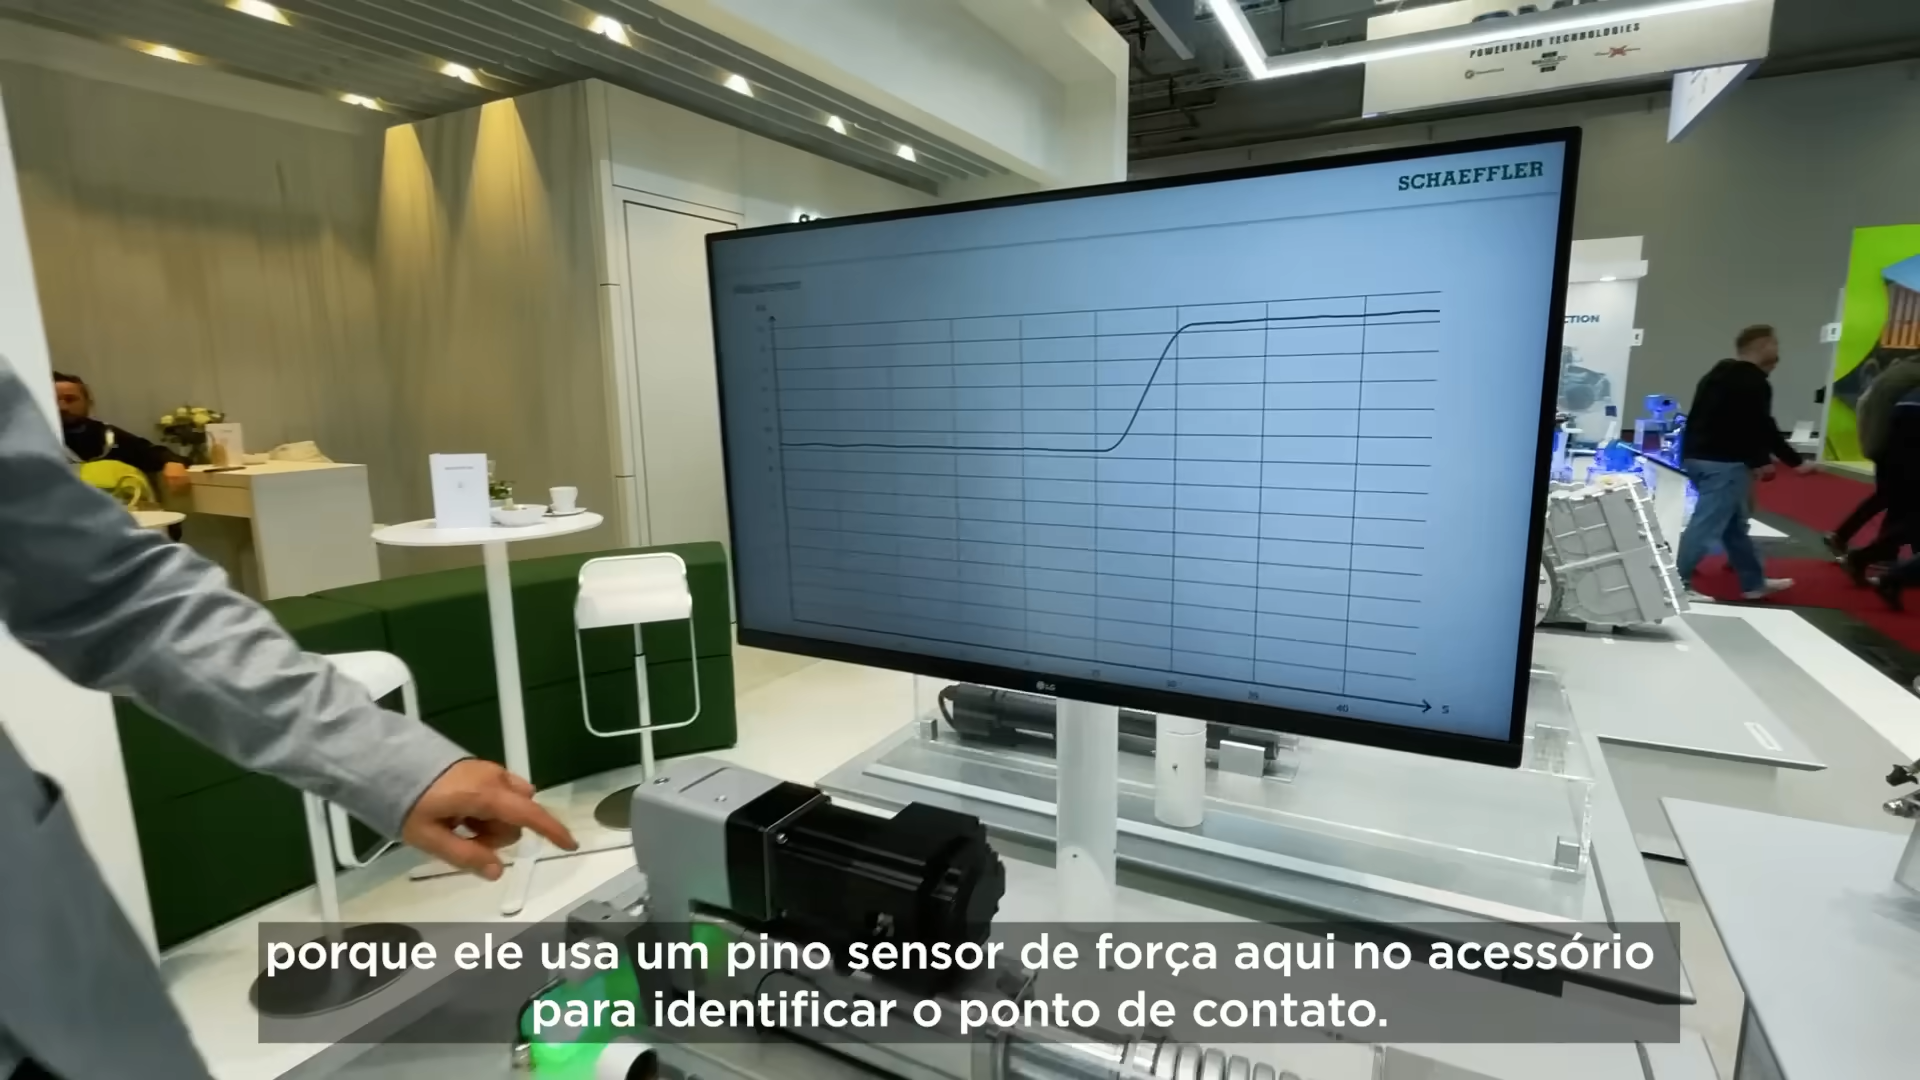 POWERTRAIN TECHNOLOGIES
SCHAEFFLER
CTION
LG
30
35
40
S
porque ele usa um pino sensor de força aqui no acessório
para identificar o ponto de contato.